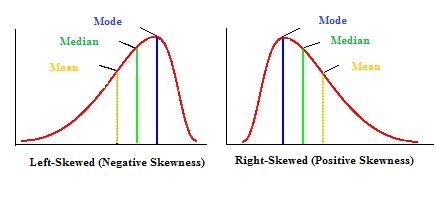 Mode
Median
Mean
Left-Skewed (Negative Skewness)
Mode
Median
Mean
Right-Skewed (Positive Skewness)